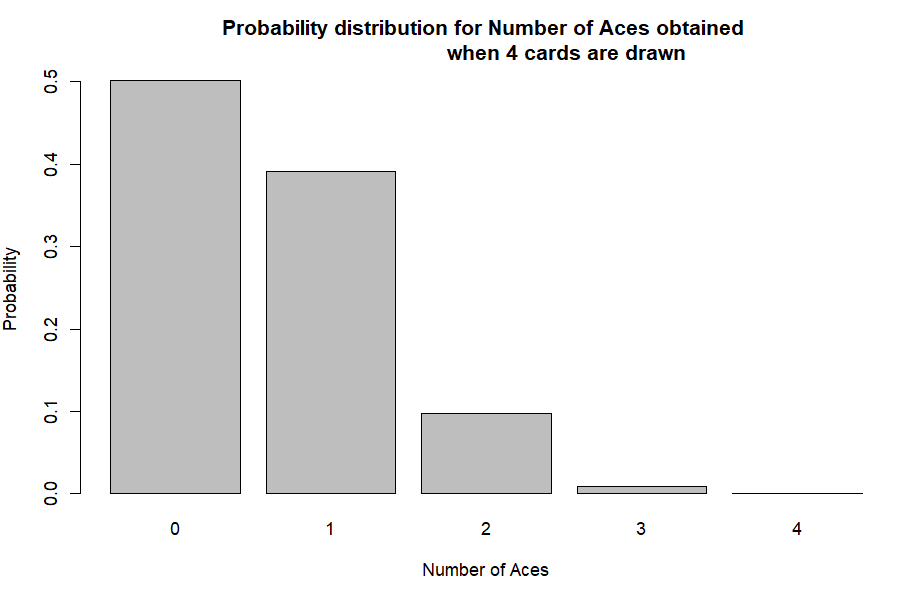 Probability distribution for Number of Aces obtained
when 4 cards are drawn
0.5
0.4
0.3
0.2
0.1
0.0
Probability
0 1 2 3 4
Number of Aces